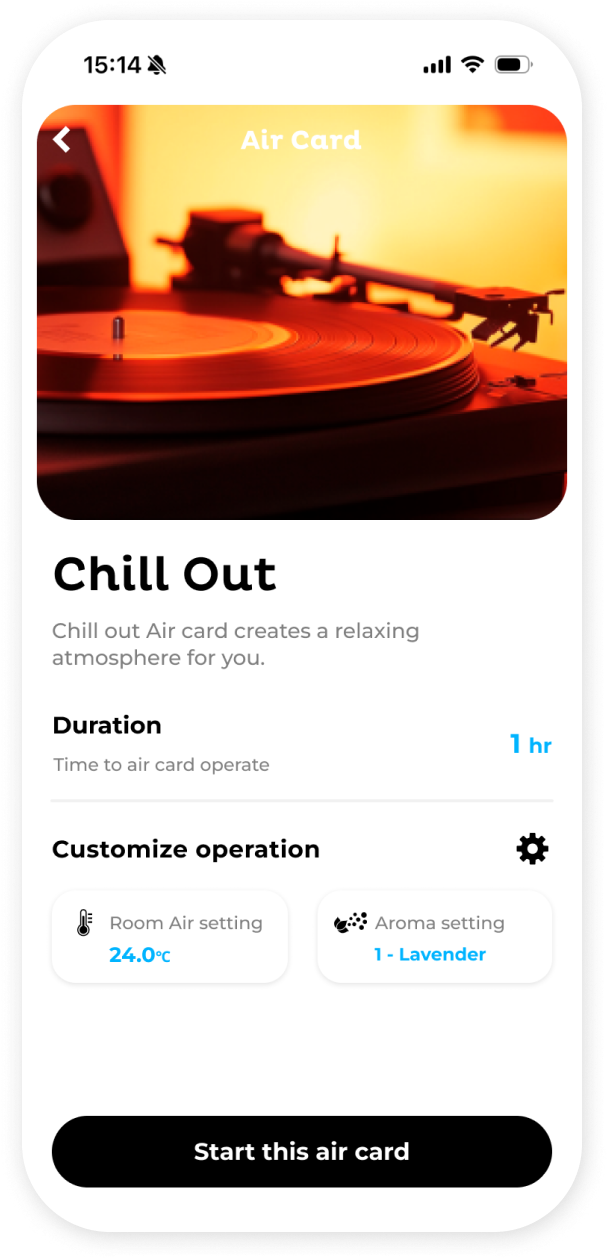 15:14
Air Card
Chill Out
Chill out Air card creates a relaxing
atmosphere for you.
Duration
1 hr
Time to air card operate
Customize operation
Room Air setting
24.0°C
Aroma setting
1 - Lavender
Start this air card